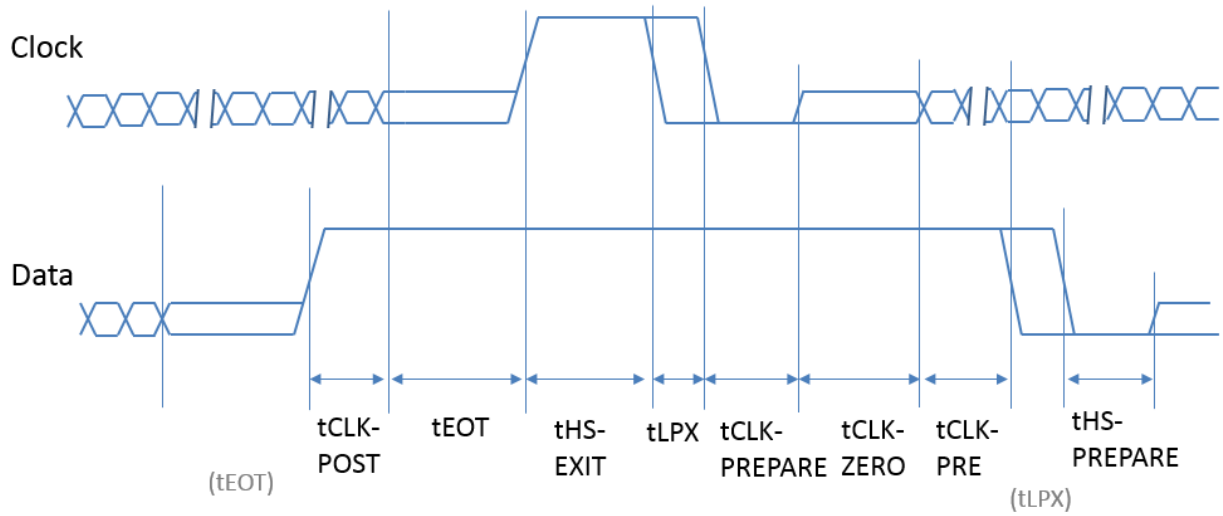 Clock
Data
tCLK-
POST
tEOT
tHS-
EXIT
tLPX
tCLK-
PREPARE
tCLK-
ZERO
tCLK-
PRE
tHS-
PREPARE
(tEOT)
(tLPX)